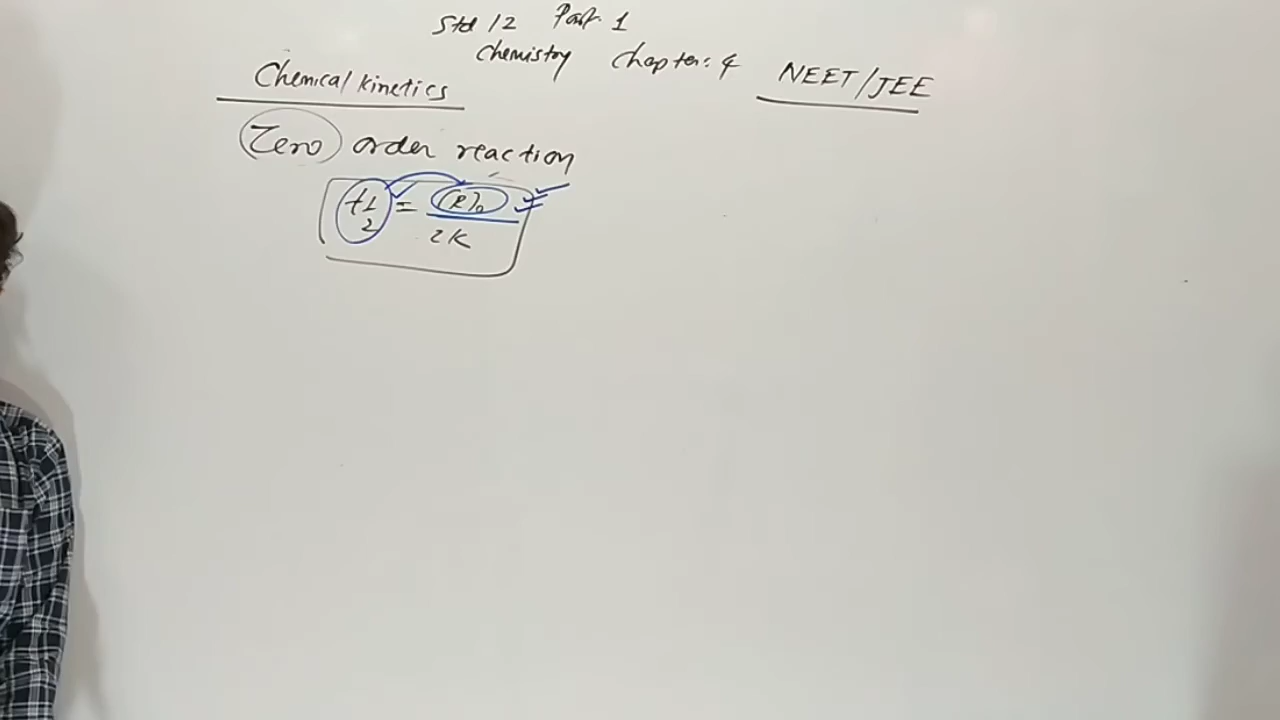 Std 12 Part 1
Chemistry Chapter: 4 NEET/JEE
Chemical kinetics
Zero order reaction
t1/2 = [R]0 / 2K